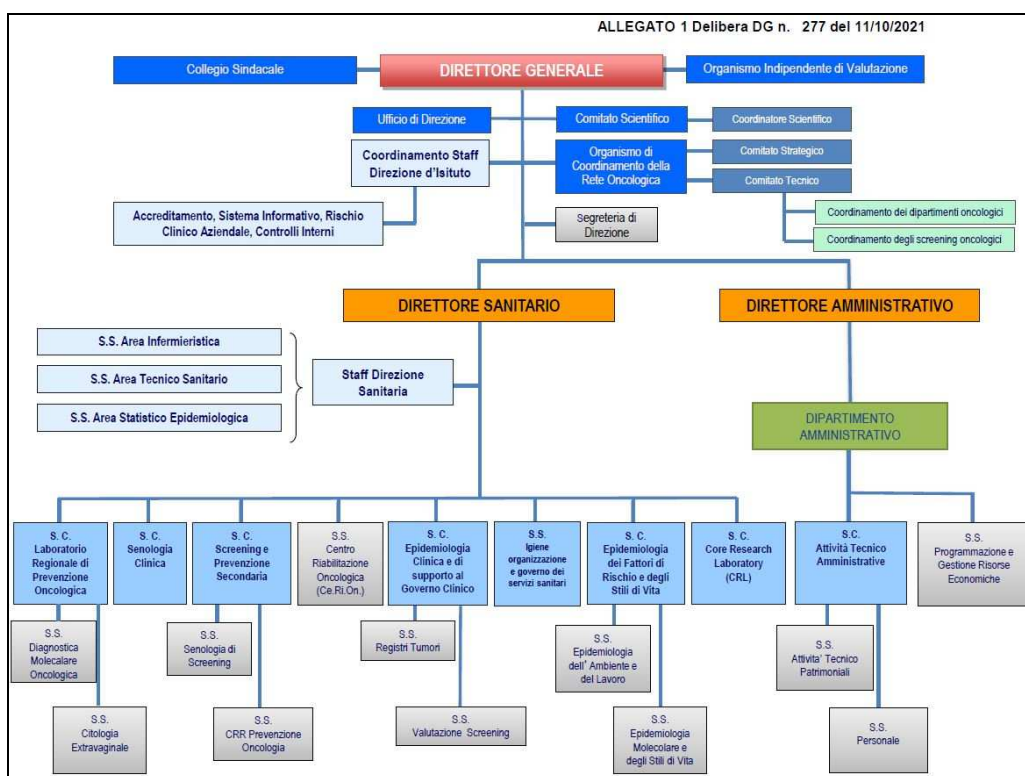 ALLEGATO 1 Delibera DG n. 277 del 11/10/2021
Collegio Sindacale
DIRETTORE GENERALE
Organismo Indipendente di Valutazione
Ufficio di Direzione
Comitato Scientifico
Coordinatore Scientifico
Coordinamento Staff
Direzione d'Isituto
Organismo di
Coordinamento della
Rete Oncologica
Comitato Strategico
Comitato Tecnico
Accreditamento, Sistema Informativo, Rischio
Clinico Aziendale, Controlli Interni
Segreteria di
Direzione
Coordinamento dei dipartimenti oncologici
Coordinamento degli screening oncologici
DIRETTORE SANITARIO
DIRETTORE AMMINISTRATIVO
S.S. Area Infermieristica
S.S. Area Tecnico Sanitario
S.S. Area Statistico Epidemiologica
Staff Direzione
Sanitaria
DIPARTIMENTO
AMMINISTRATIVO
S. C.
Laboratorio
Regionale di
Prevenzione
Oncologica
S. C.
Senologia
Clinica
S. C.
Screening e
Prevenzione
Secondaria
S.S.
Centro
Riabilitazione
Oncologica
(Ce.Ri.On.)
S. C.
Epidemiologia
Clinica e di
supporto al
Governo Clinico
S.S.
Igiene
organizzazione
e governo dei
servizi sanitari
S. C.
Epidemiologia
dei Fattori di
Rischio e degli
Stili di Vita
S. C.
Core Research
Laboratory
(CRL)
S.C.
Attività Tecnico
Amministrative
S.S.
Programmazione e
Gestione Risorse
Economiche
S.S.
Diagnostica
Molecalare
Oncologica
S.S.
Senologia di
Screening
S.S.
Registri Tumori
S.S.
Epidemiologia
dell' Ambiente e
del Lavoro
S.S.
Attivita' Tecnico
Patrimoniali
S.S.
Citologia
Extravaginale
S.S.
CRR Prevenzione
Oncologia
S.S.
Valutazione Screening
S.S.
Epidemiologia
Molecolare e
degli Stili di Vita
S.S.
Personale